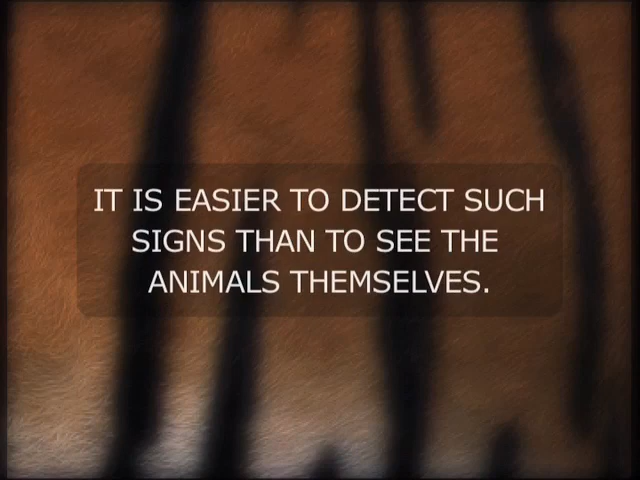 IT IS EASIER TO DETECT SUCH
SIGNS THAN TO SEE THE
ANIMALS THEMSELVES.